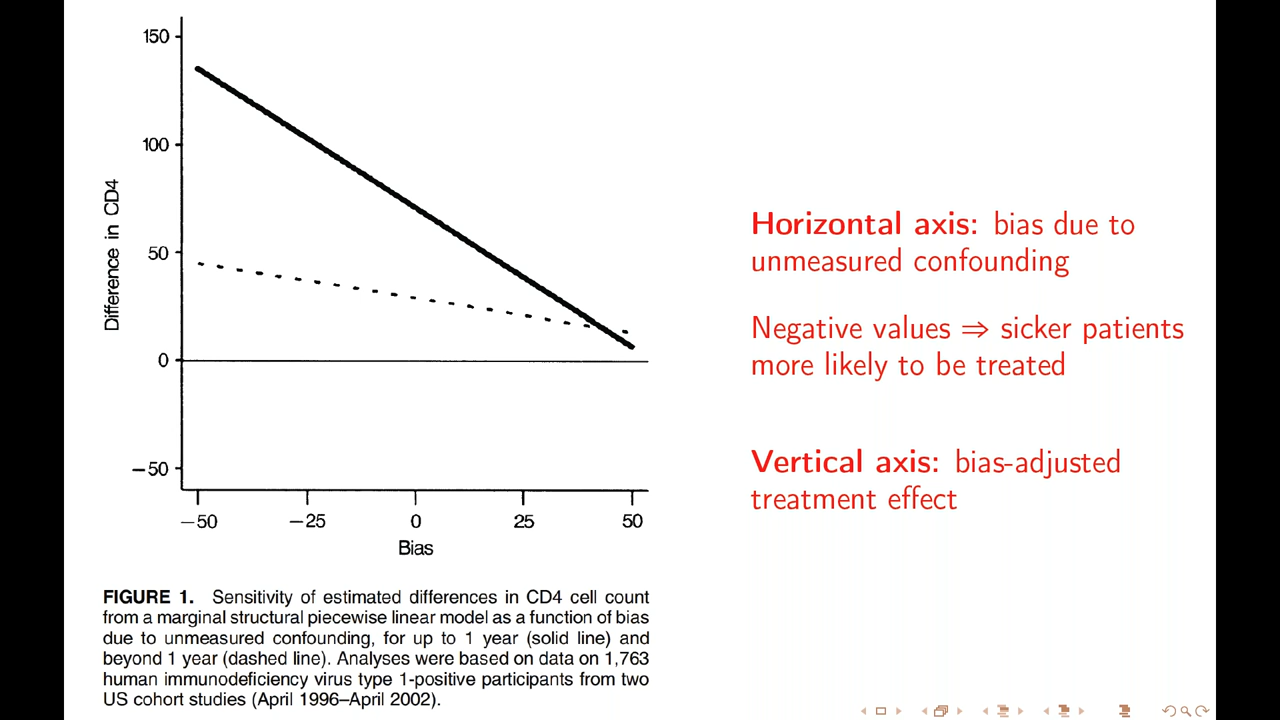 150
100
50
0
−50
Difference in CD4
−50
−25
0
25
50
Bias
FIGURE 1. Sensitivity of estimated differences in CD4 cell count
from a marginal structural piecewise linear model as a function of bias
due to unmeasured confounding, for up to 1 year (solid line) and
beyond 1 year (dashed line). Analyses were based on data on 1,763
human immunodeficiency virus type 1-positive participants from two
US cohort studies (April 1996–April 2002).
Horizontal axis: bias due to
unmeasured confounding
Negative values ⇒ sicker patients
more likely to be treated
Vertical axis: bias-adjusted
treatment effect